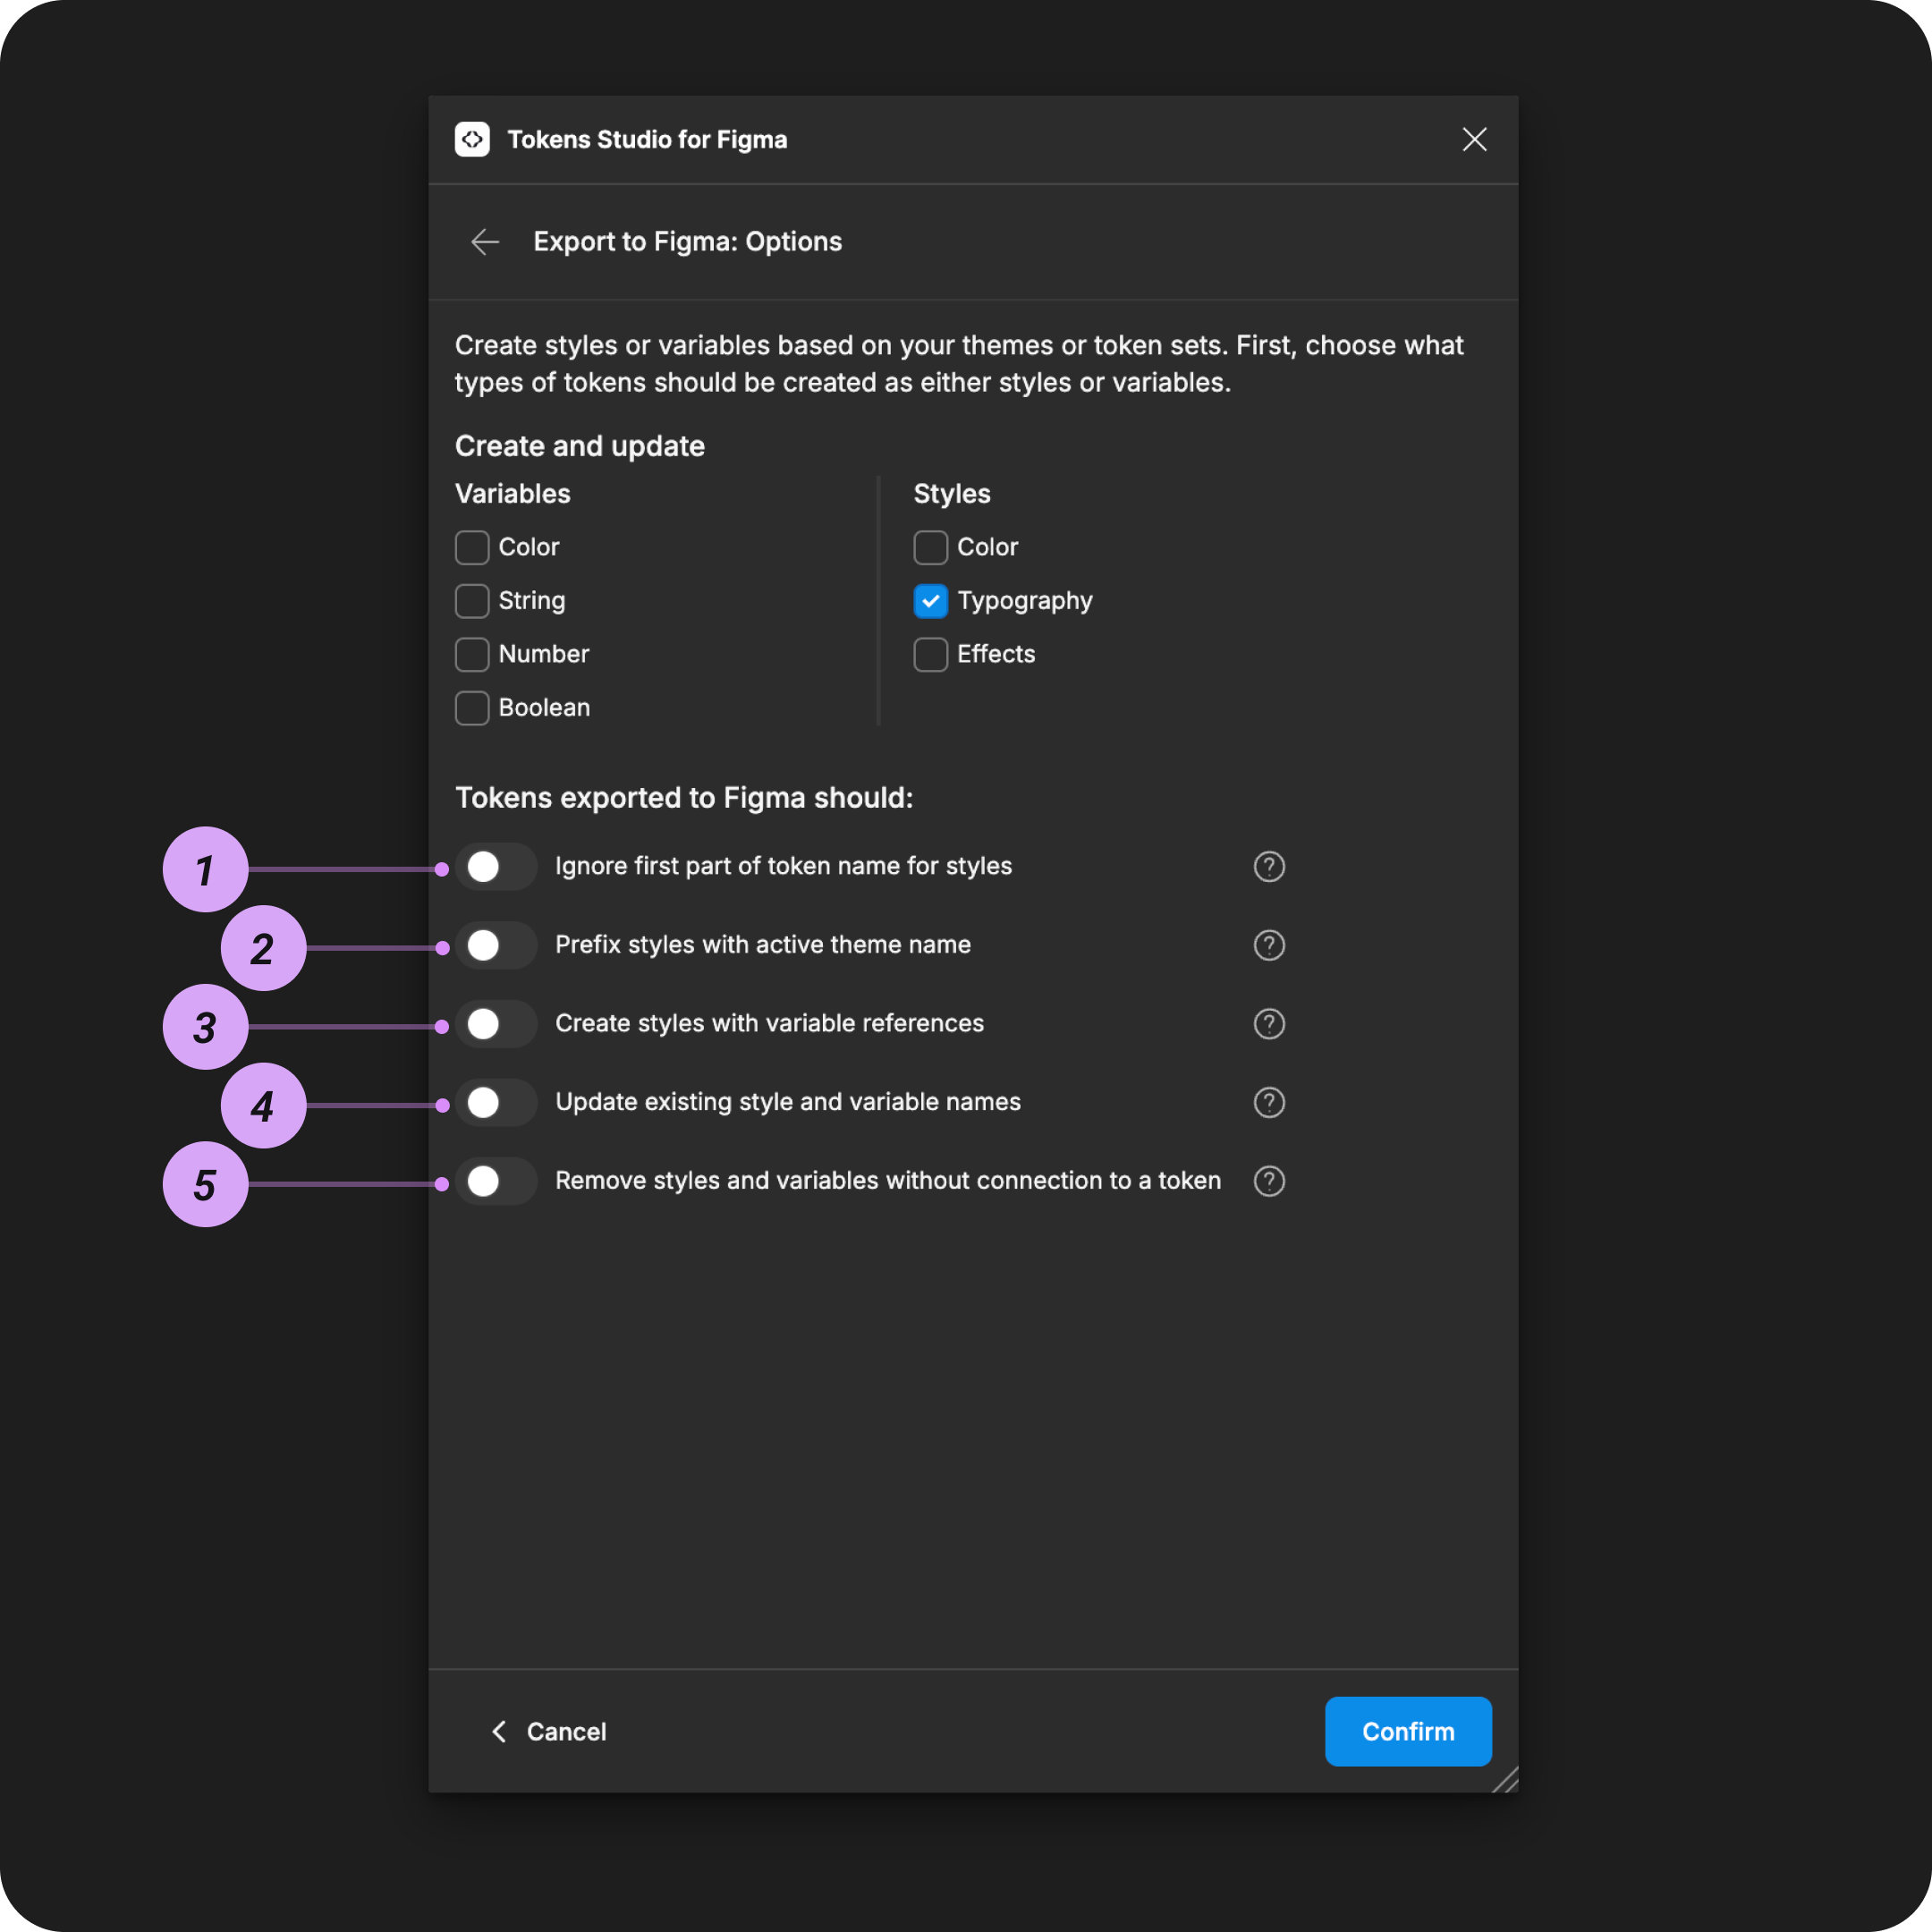 Tokens Studio for Figma
Export to Figma: Options
Create styles or variables based on your themes or token sets. First, choose what
types of tokens should be created as either styles or variables.
Create and update
Variables
Color
String
Number
Boolean
Styles
Color
Typography
Effects
Tokens exported to Figma should:
1 Ignore first part of token name for styles ?
2 Prefix styles with active theme name ?
3 Create styles with variable references ?
4 Update existing style and variable names ?
5 Remove styles and variables without connection to a token ?
Cancel
Confirm